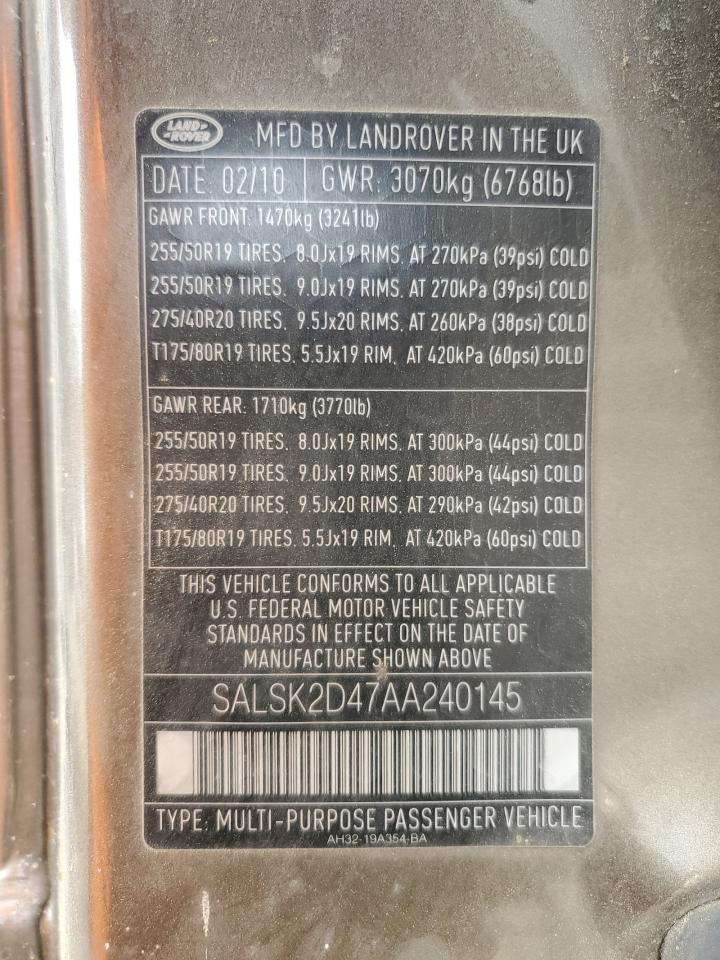 LAND ROVER
MFD BY LANDROVER IN THE UK
DATE: 02/10 GWR: 3070kg (6768lb)
GAWR FRONT: 1470kg (3241lb)
255/50R19 TIRES, 8.0Jx19 RIMS, AT 270kPa (39psi) COLD
255/50R19 TIRES, 9.0Jx19 RIMS, AT 270kPa (39psi) COLD
275/40R20 TIRES, 9.5Jx20 RIMS, AT 260kPa (38psi) COLD
T175/80R19 TIRES, 5.5Jx19 RIM, AT 420kPa (60psi) COLD
GAWR REAR: 1710kg (3770lb)
255/50R19 TIRES, 8.0Jx19 RIMS, AT 300kPa (44psi) COLD
255/50R19 TIRES, 9.0Jx19 RIMS, AT 300kPa (44psi) COLD
275/40R20 TIRES, 9.5Jx20 RIMS, AT 290kPa (42psi) COLD
T175/80R19 TIRES, 5.5Jx19 RIM, AT 420kPa (60psi) COLD
THIS VEHICLE CONFORMS TO ALL APPLICABLE
U.S. FEDERAL MOTOR VEHICLE SAFETY
STANDARDS IN EFFECT ON THE DATE OF
MANUFACTURE SHOWN ABOVE
SALSK2D47AA240145
TYPE: MULTI-PURPOSE PASSENGER VEHICLE
AH32-19A354-BA